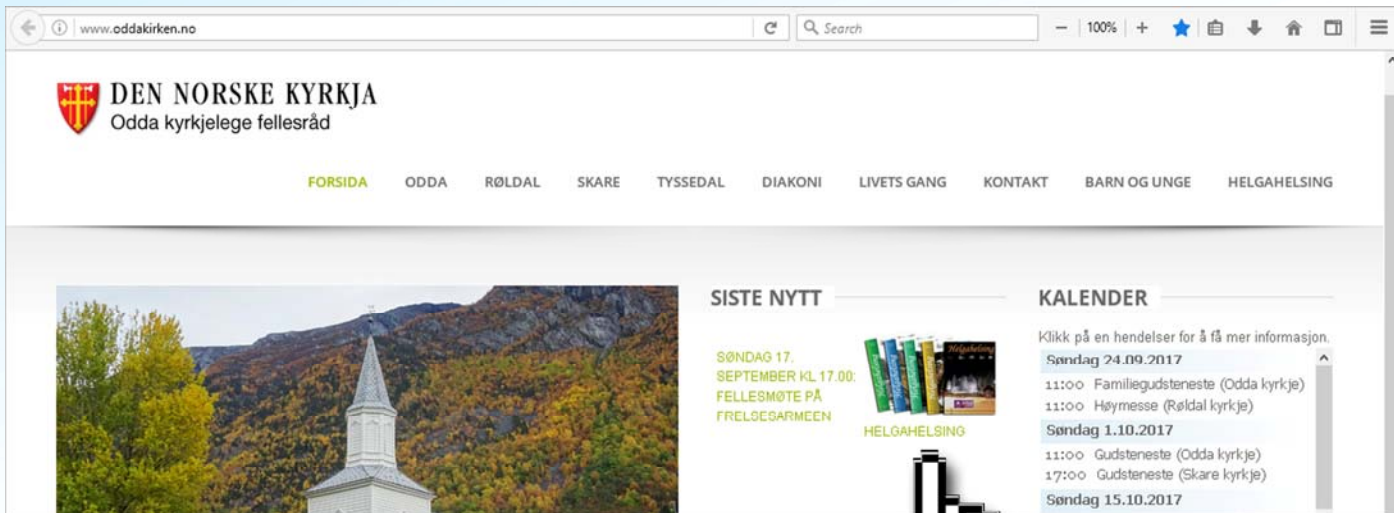 www.oddakirken.no
Search
100%
DEN NORSKE KYRKJA
Odda kyrkjelege fellesråd
FORSIDA ODDA RØLDAL SKARE TYSSEDAL DIAKONI LIVETS GANG KONTAKT BARN OG UNGE HELGAHELSING
SISTE NYTT
SØNDAG 17.
SEPTEMBER KL 17.00:
FELLESMØTE PÅ
FRELSESARMEEN
Helgahelsing
HELGAHELSING
KALENDER
Klikk på en hendelser for å få mer informasjon.
Søndag 24.09.2017
11:00 Familiegudsteneste (Odda kyrkje)
11:00 Høymesse (Røldal kyrkje)
Søndag 1.10.2017
11:00 Gudsteneste (Odda kyrkje)
17:00 Gudsteneste (Skare kyrkje)
Søndag 15.10.2017